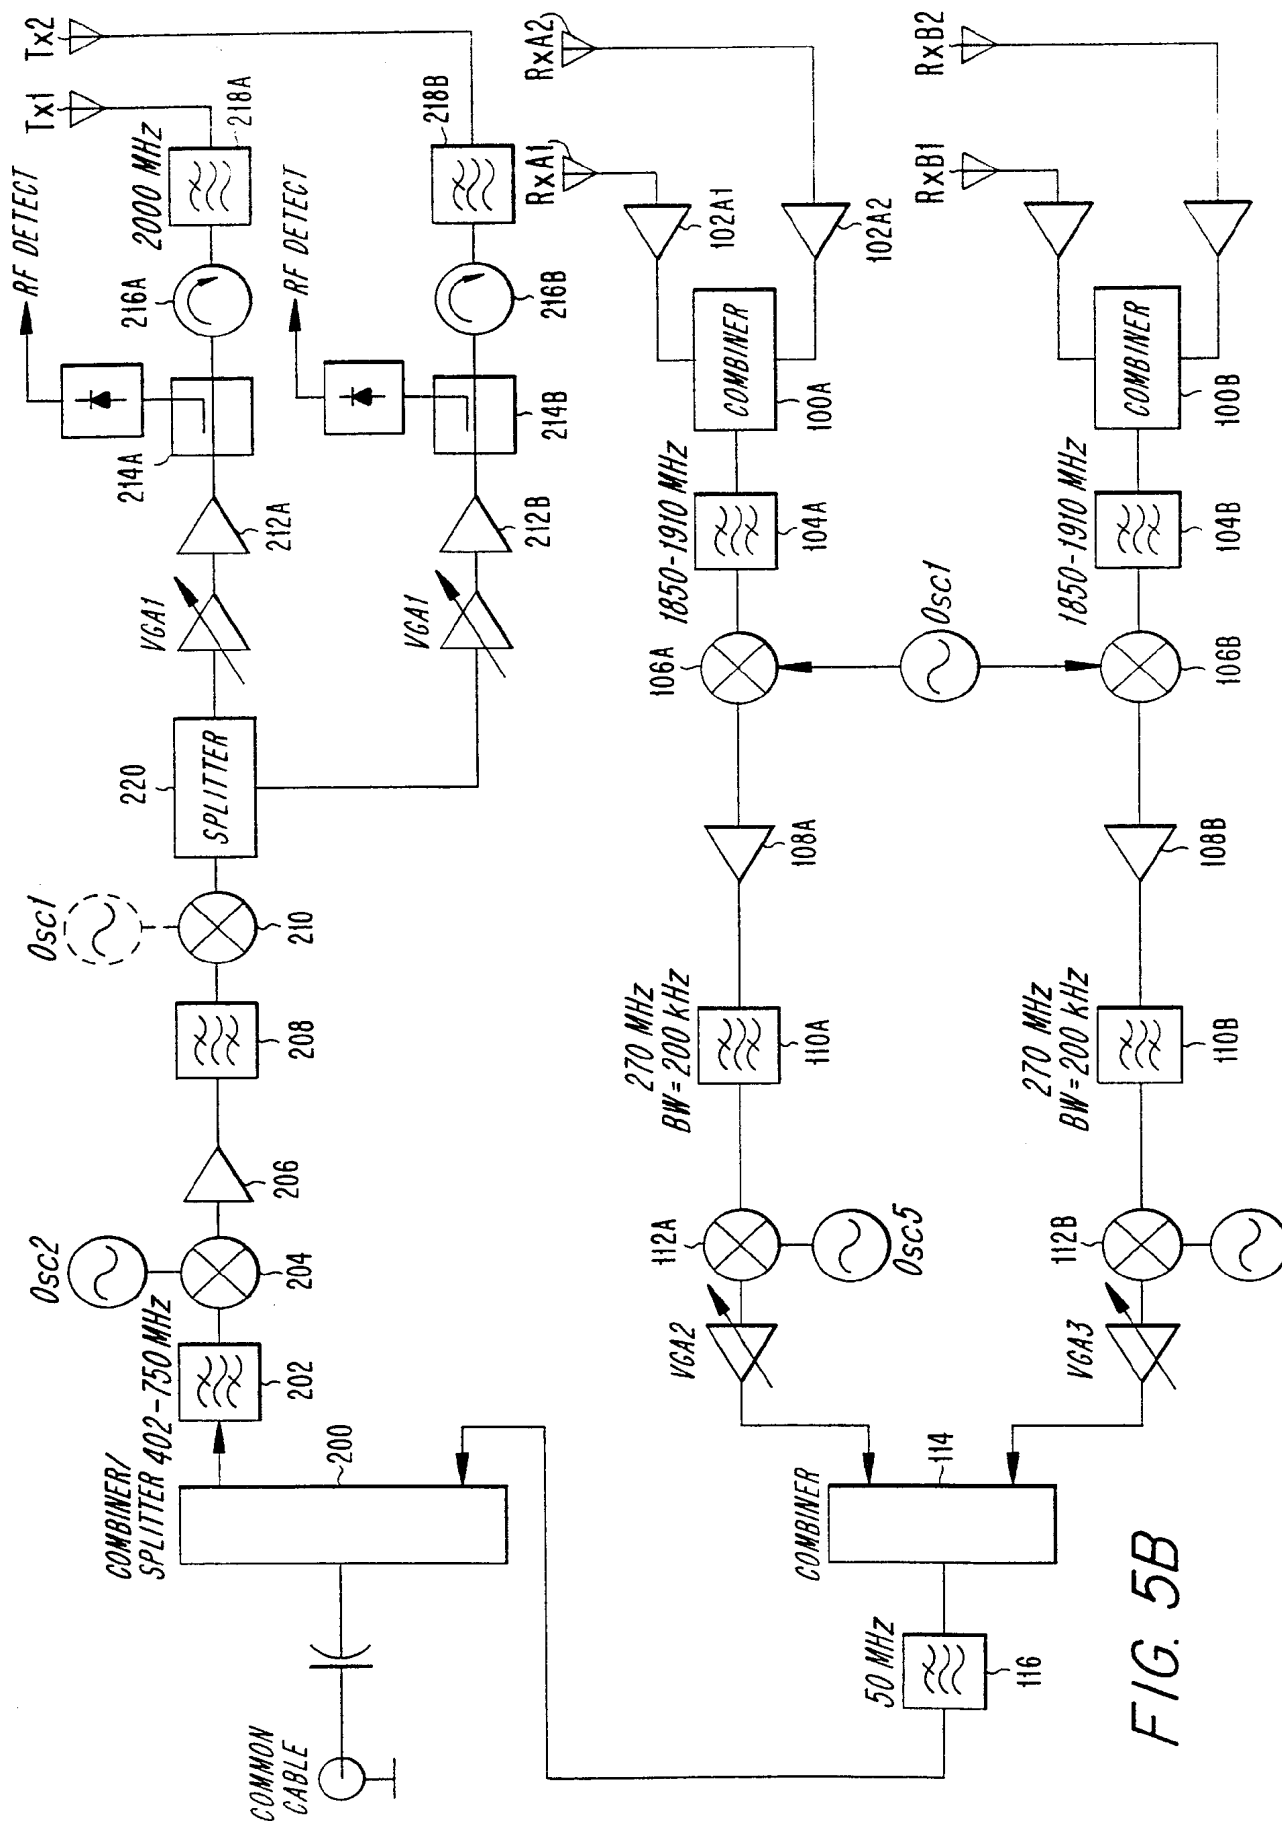 Tx1
Tx2
RF DETECT
2000 MHz
216A
218A
214A
212A
VGA1
SPLITTER
220
Osc1
210
208
206
Osc2
204
402-750 MHz
202
COMBINER/
SPLITTER
200
COMMON
CABLE
RF DETECT
218B
216B
214B
212B
VGA1
RxA1
RxA2
102A1
102A2
COMBINER
100A
1850-1910 MHz
104A
106A
Osc1
108A
270 MHz
BW = 200 kHz
110A
112A
Osc5
VGA2
COMBINER
114
50 MHz
116
RxB1
RxB2
COMBINER
100B
1850-1910 MHz
104B
106B
108B
270 MHz
BW = 200 kHz
110B
112B
VGA3
FIG. 5B